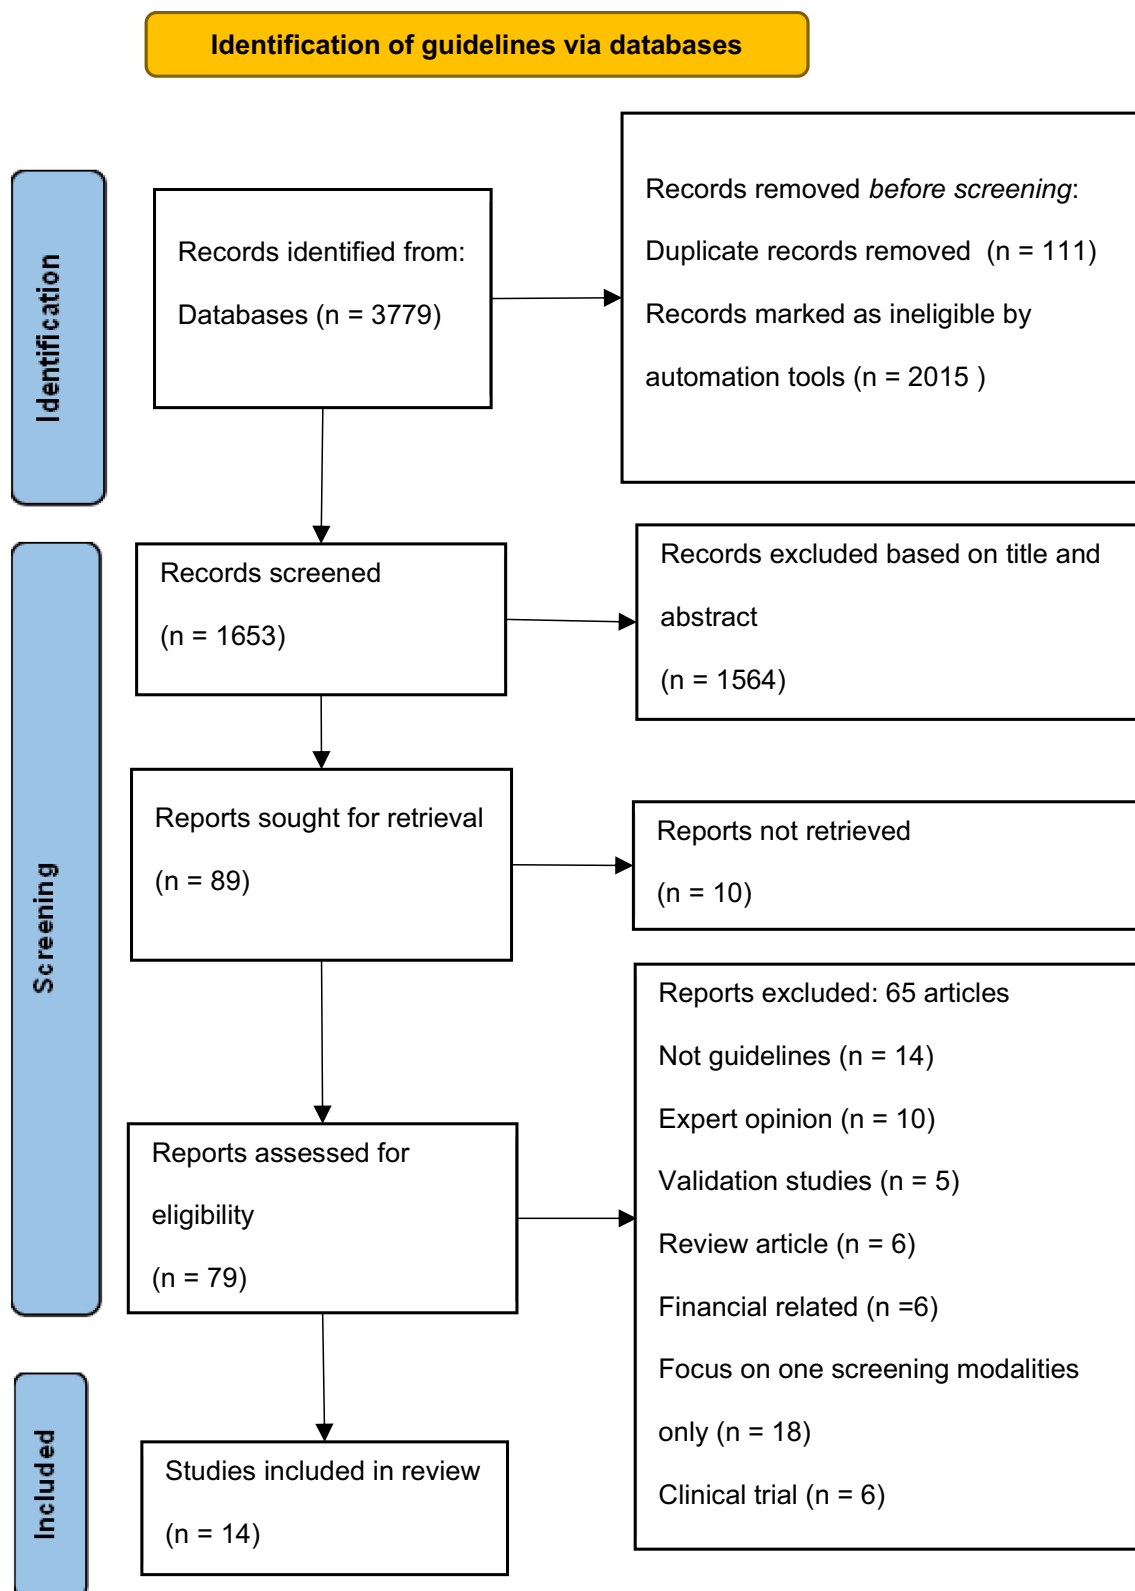 Identification of guidelines via databases
Identification
Records identified from:
Databases (n = 3779)
Records removed before screening:
Duplicate records removed  (n = 111)
Records marked as ineligible by
automation tools (n = 2015 )
Screening
Records screened
(n = 1653)
Records excluded based on title and
abstract
(n = 1564)
Reports sought for retrieval
(n = 89)
Reports not retrieved
(n = 10)
Reports assessed for
eligibility
(n = 79)
Reports excluded: 65 articles
Not guidelines (n = 14)
Expert opinion (n = 10)
Validation studies (n = 5)
Review article (n = 6)
Financial related (n =6)
Focus on one screening modalities
only (n = 18)
Clinical trial (n = 6)
Included
Studies included in review
(n = 14)